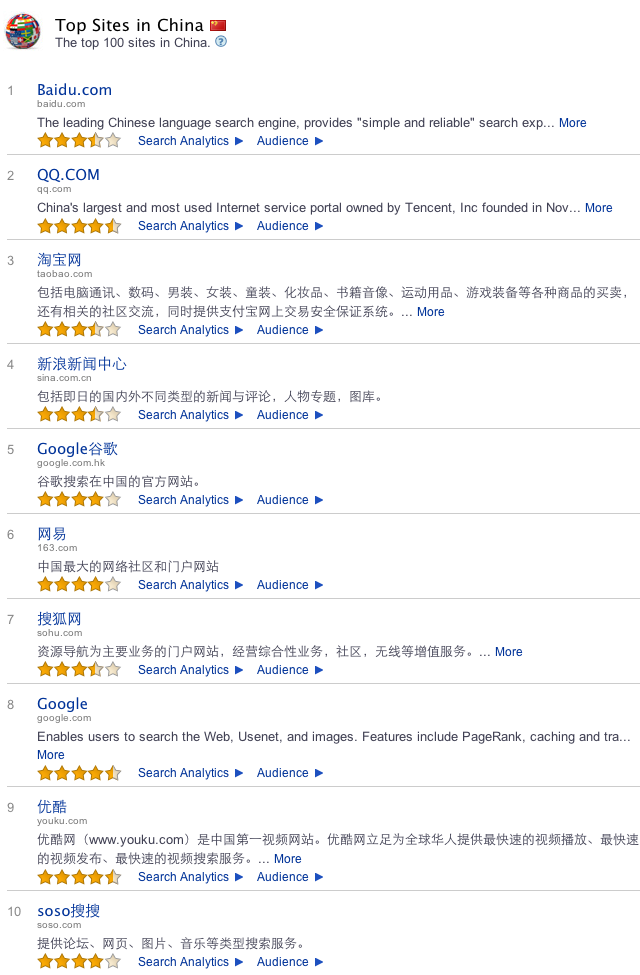 Top Sites in China
The top 100 sites in China. ?
1
Baidu.com
baidu.com
The leading Chinese language search engine, provides "simple and reliable" search exp... More
Search Analytics ▶ Audience ▶
2
QQ.COM
qq.com
China's largest and most used Internet service portal owned by Tencent, Inc founded in Nov... More
Search Analytics ▶ Audience ▶
3
淘宝网
taobao.com
包括电脑通讯、数码、男装、女装、童装、化妆品、书籍音像、运动用品、游戏装备等各种商品的买卖，
还有相关的社区交流，同时提供支付宝网上交易安全保证系统。... More
Search Analytics ▶ Audience ▶
4
新浪新闻中心
sina.com.cn
包括即日的国内外不同类型的新闻与评论，人物专题，图库。
Search Analytics ▶ Audience ▶
5
Google谷歌
google.com.hk
谷歌搜索在中国的官方网站。
Search Analytics ▶ Audience ▶
6
网易
163.com
中国最大的网络社区和门户网站
Search Analytics ▶ Audience ▶
7
搜狐网
sohu.com
资源导航为主要业务的门户网站，经营综合性业务，社区，无线等增值服务。... More
Search Analytics ▶ Audience ▶
8
Google
google.com
Enables users to search the Web, Usenet, and images. Features include PageRank, caching and tra...
More
Search Analytics ▶ Audience ▶
9
优酷
youku.com
优酷网（www.youku.com）是中国第一视频网站。优酷网立足为全球华人提供最快速的视频播放、最快速
的视频发布、最快速的视频搜索服务。... More
Search Analytics ▶ Audience ▶
10
soso搜搜
soso.com
提供论坛、网页、图片、音乐等类型搜索服务。
Search Analytics ▶ Audience ▶